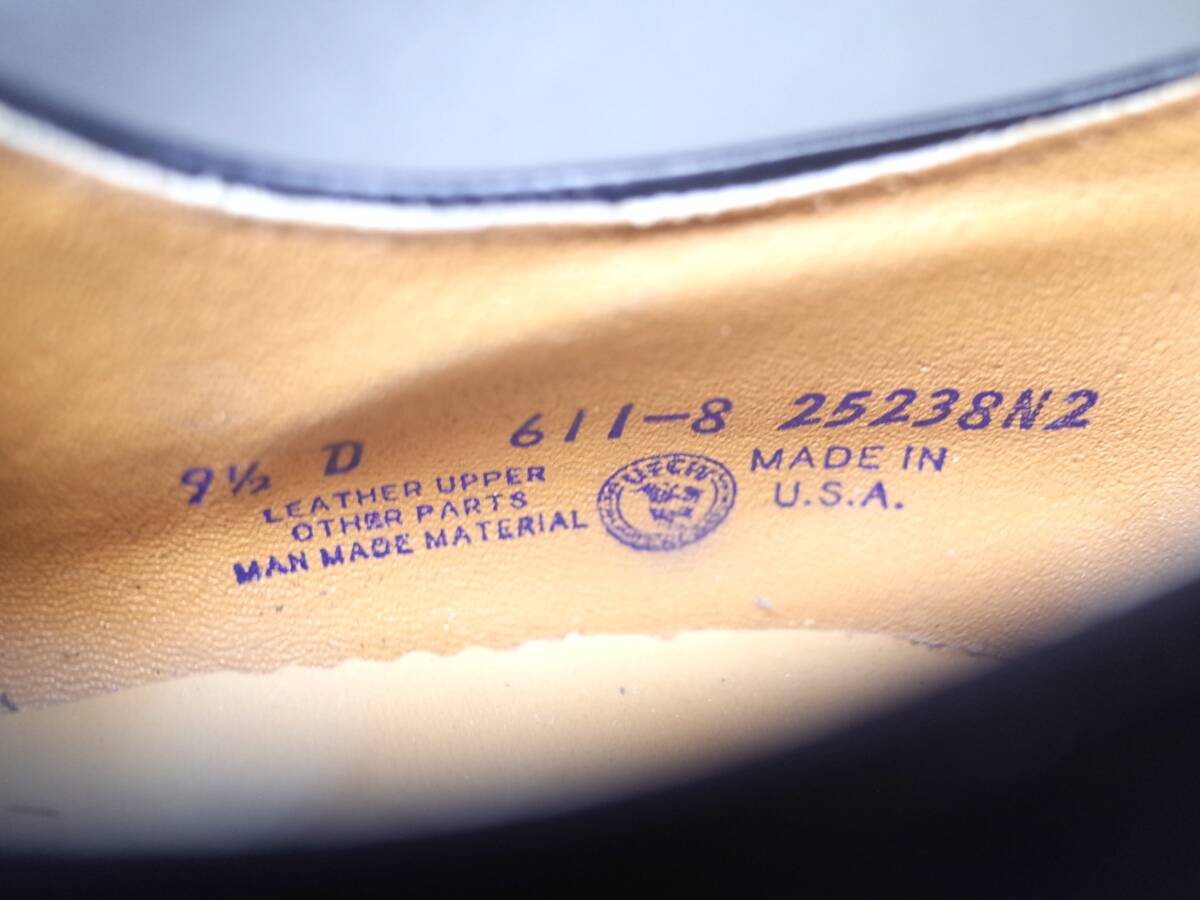 9½ D 611-8 25238N2
LEATHER UPPER
OTHER PARTS
MAN MADE MATERIAL
MADE IN
U.S.A.